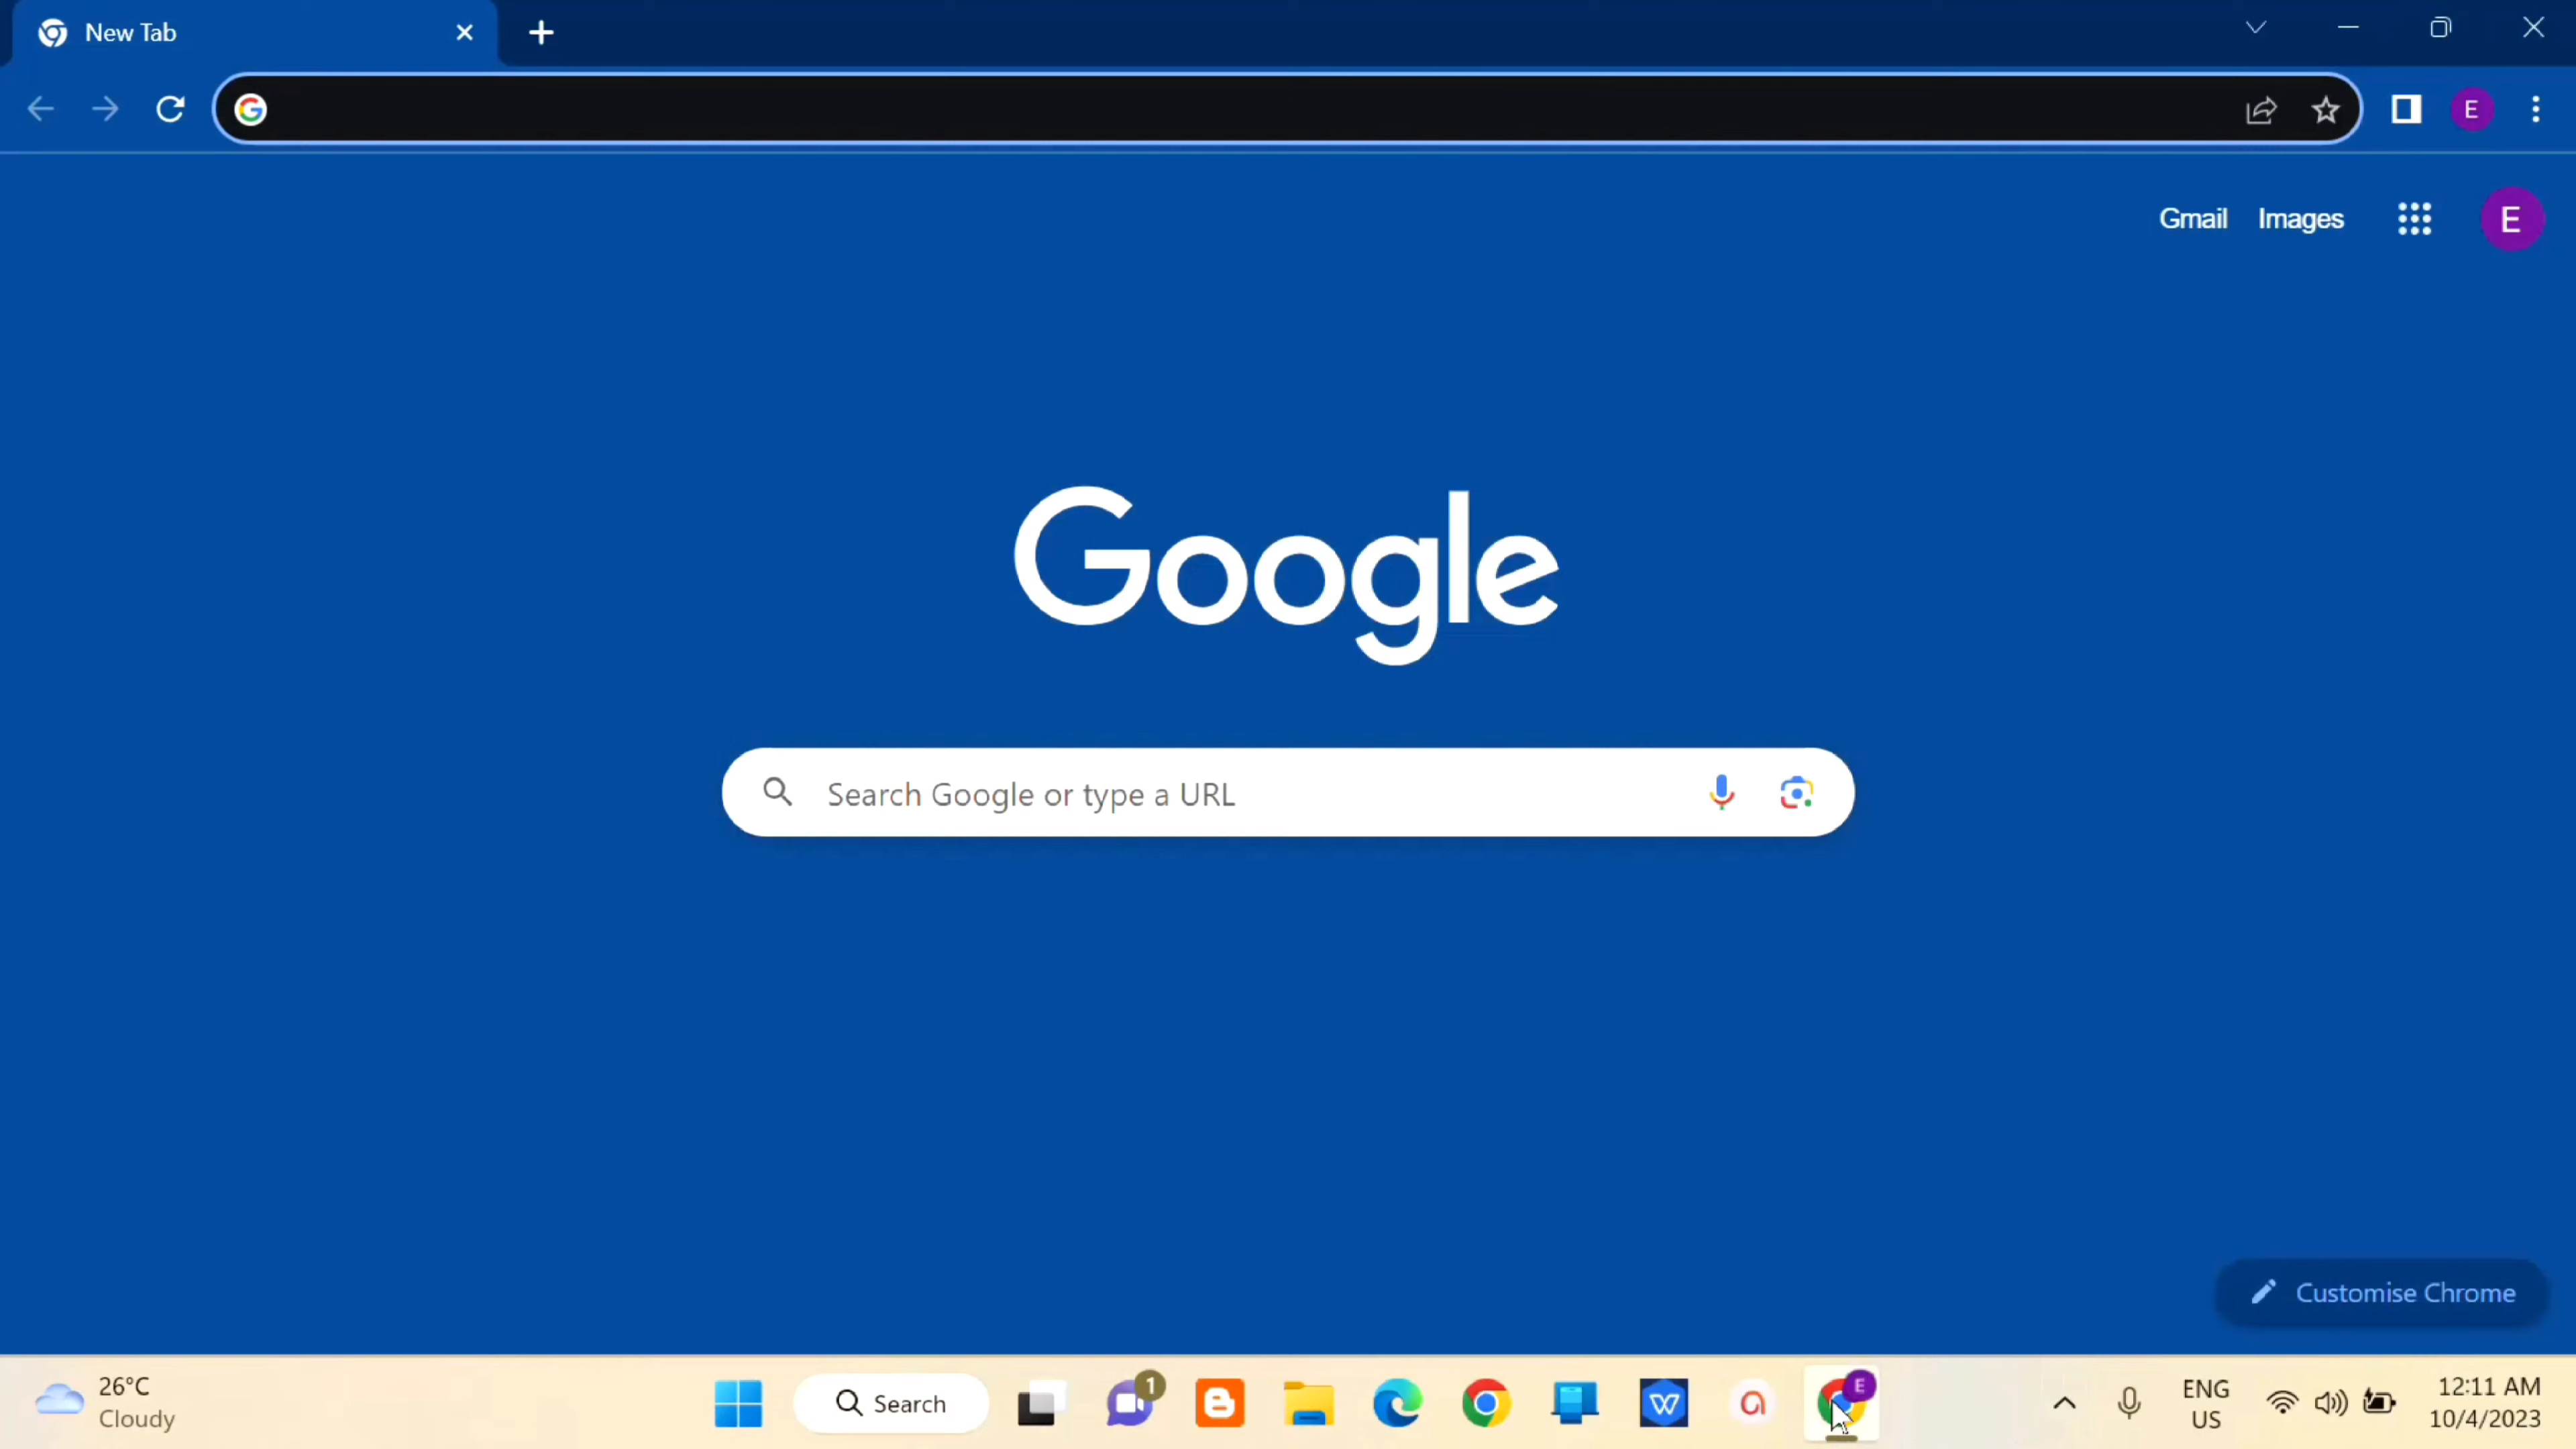 New Tab
E
Gmail Images
E
Google
Search Google or type a URL
Customise Chrome
26°C
Cloudy
Search
1
E
ENG
US
12:11 AM
10/4/2023